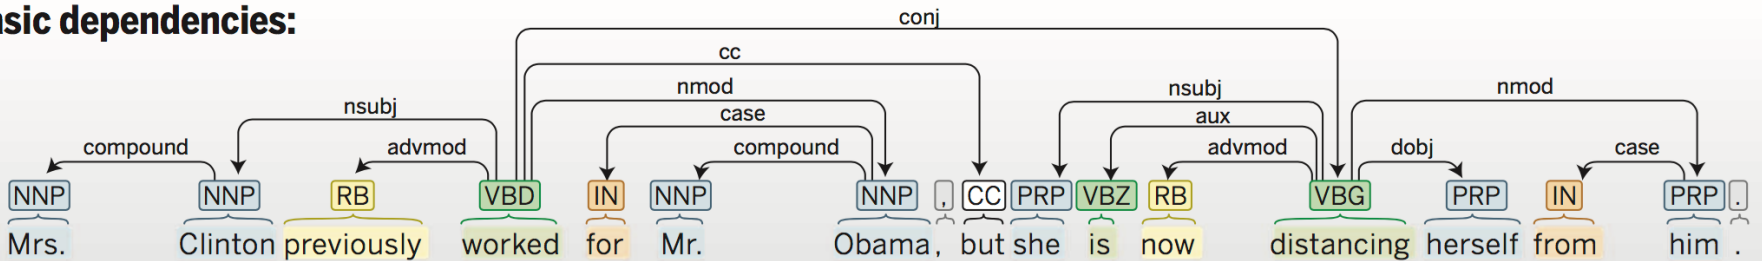 sic dependencies:
conj
cc
nmod nsubj nmod
nsubj case aux
compound advmod compound advmod dobj case
NNP NNP RB VBD IN NNP NNP , CC PRP VBZ RB VBG PRP IN PRP .
Mrs. Clinton previously worked for Mr. Obama, but she is now distancing herself from him .